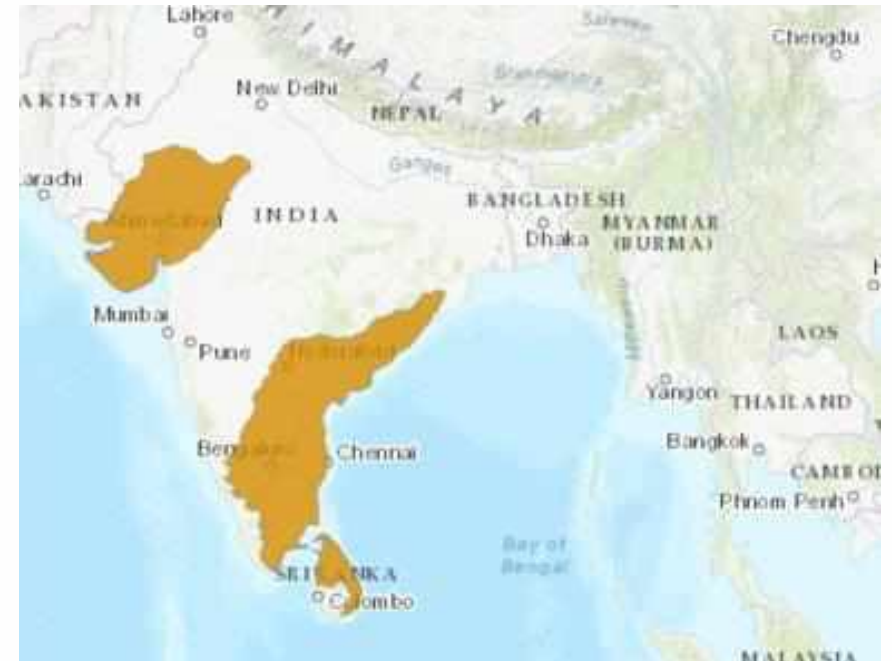 Lahore
Chengdu
HIMALAYA
New Delhi
AKISTAN
NEPAL
Ganges
arachi
BANGLADESH
INDIA
Dhaka
MYANMAR
(BURMA)
H
Mumbai
LAOS
Pune
Yangon
THAILAND
Bangkok
Chennai
CAMBOD
Phnom Penh
Bay of
Bengal
Colombo
MALAYSIA